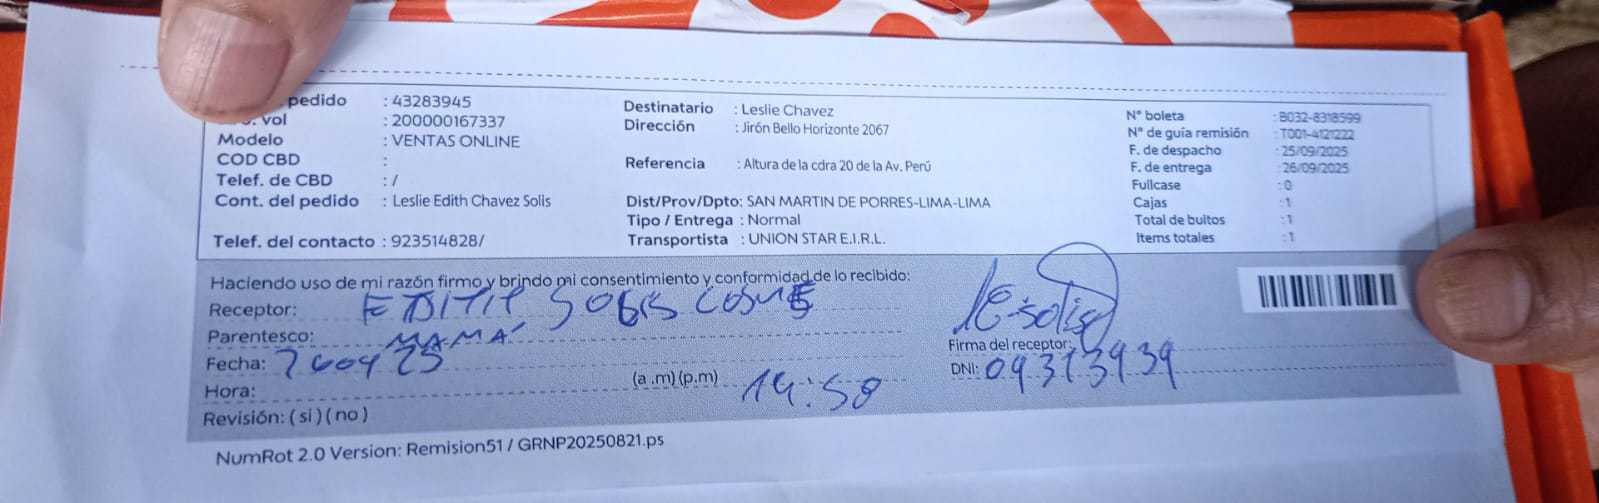 pedido : 43283945
vol : 200000167337
Modelo : VENTAS ONLINE
COD CBD :
Telef. de CBD : /
Cont. del pedido : Leslie Edith Chavez Solis
Telef. del contacto : 923514828/
Destinatario : Leslie Chavez
Dirección : Jirón Bello Horizonte 2067
Referencia : Altura de la cdra 20 de la Av. Perú
Dist/Prov/Dpto: SAN MARTIN DE PORRES-LIMA-LIMA
Tipo / Entrega : Normal
Transportista : UNION STAR E.I.R.L.
N° boleta : B032-8318599
N° de guía remisión : T001-4121222
F. de despacho : 25/09/2025
F. de entrega : 26/09/2025
Fullcase : 0
Cajas : 1
Total de bultos : 1
Items totales : 1
Haciendo uso de mi razón firmo y brindo mi consentimiento y conformidad de lo recibido:
Receptor: EDITH SOLIS COSME
Parentesco: MAMÁ
Fecha: 260925
Hora: (a .m) (p.m) 14:50
Revisión: ( si ) ( no )
E. Solis
Firma del receptor:
DNI: 09313939
NumRot 2.0 Version: Remision51 / GRNP20250821.ps